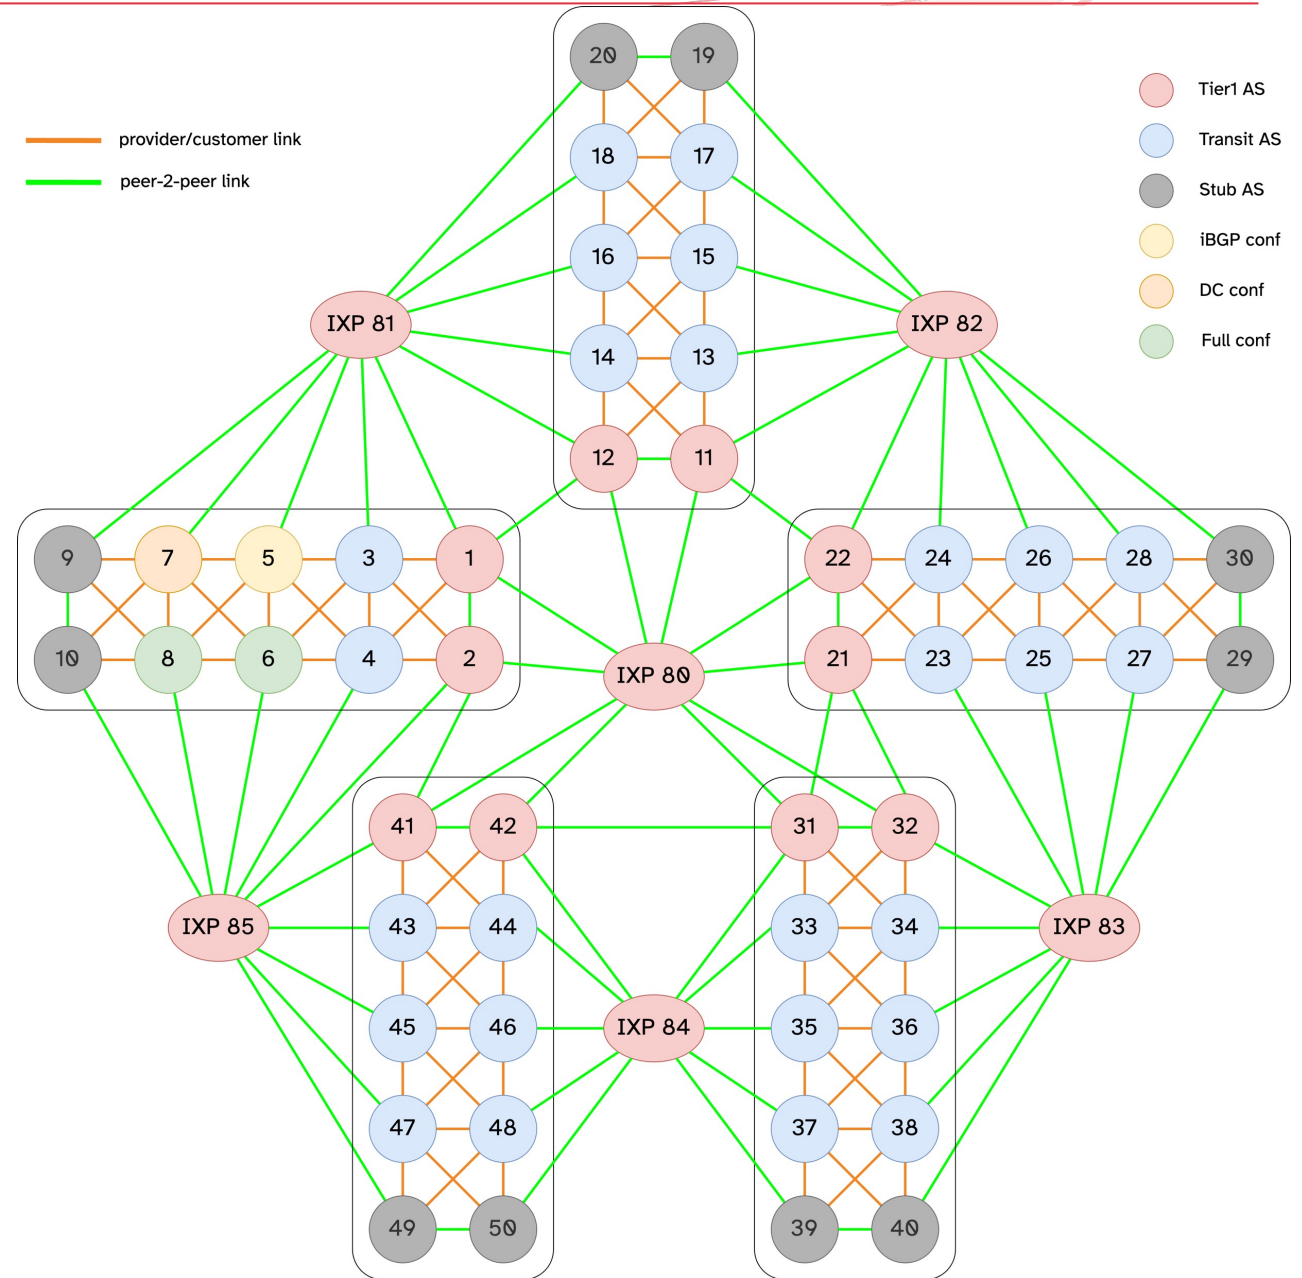 20 19
Tier1 AS
provider/customer link
Transit AS
18 17
peer-2-peer link
Stub AS
iBGP conf
16 15
DC conf
IXP 81 IXP 82
Full conf
14 13
12 11
9 7 5 3 1 22 24 26 28 30
10 8 6 4 2 IXP 80 21 23 25 27 29
41 42 31 32
IXP 85 43 44 33 34 IXP 83
45 46 IXP 84 35 36
47 48 37 38
49 50 39 40